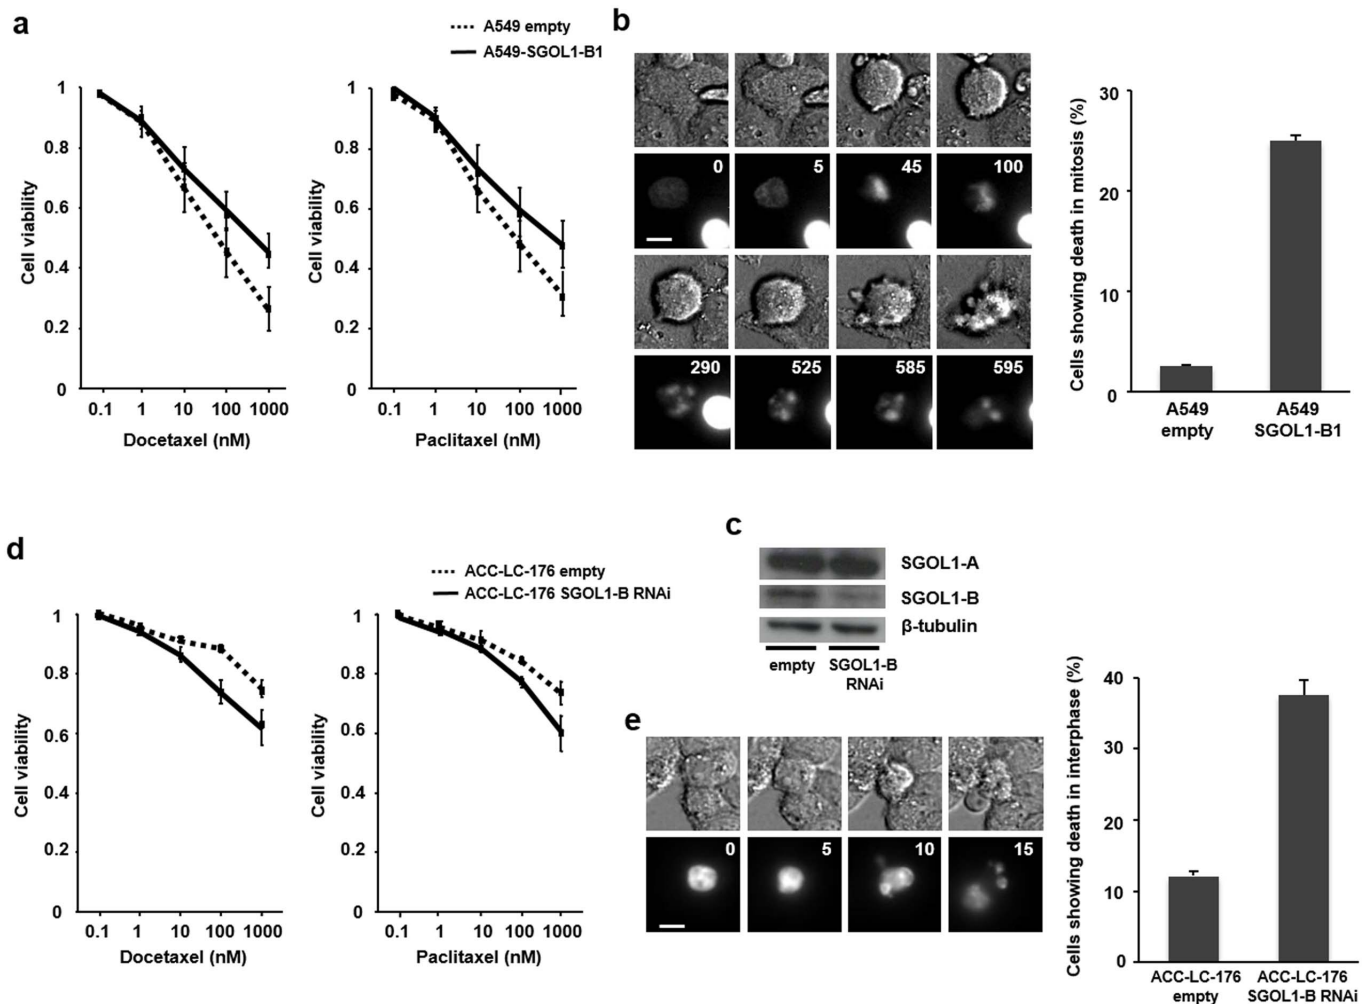 a
A549 empty
A549-SGOL1-B1
Cell viability
1
0.8
0.6
0.4
0.2
0
0.1 1 10 100 1000
Docetaxel (nM)
Cell viability
1
0.8
0.6
0.4
0.2
0
0.1 1 10 100 1000
Paclitaxel (nM)
b
0 5 45 100
290 525 585 595
Cells showing death in mitosis (%)
30
20
10
0
A549 empty
A549 SGOL1-B1
c
SGOL1-A
SGOL1-B
β-tubulin
empty
SGOL1-B RNAi
d
ACC-LC-176 empty
ACC-LC-176 SGOL1-B RNAi
Cell viability
1
0.8
0.6
0.4
0.2
0
0.1 1 10 100 1000
Docetaxel (nM)
Cell viability
1
0.8
0.6
0.4
0.2
0
0.1 1 10 100 1000
Paclitaxel (nM)
e
0 5 10 15
Cells showing death in interphase (%)
40
30
20
10
0
ACC-LC-176 empty
ACC-LC-176 SGOL1-B RNAi